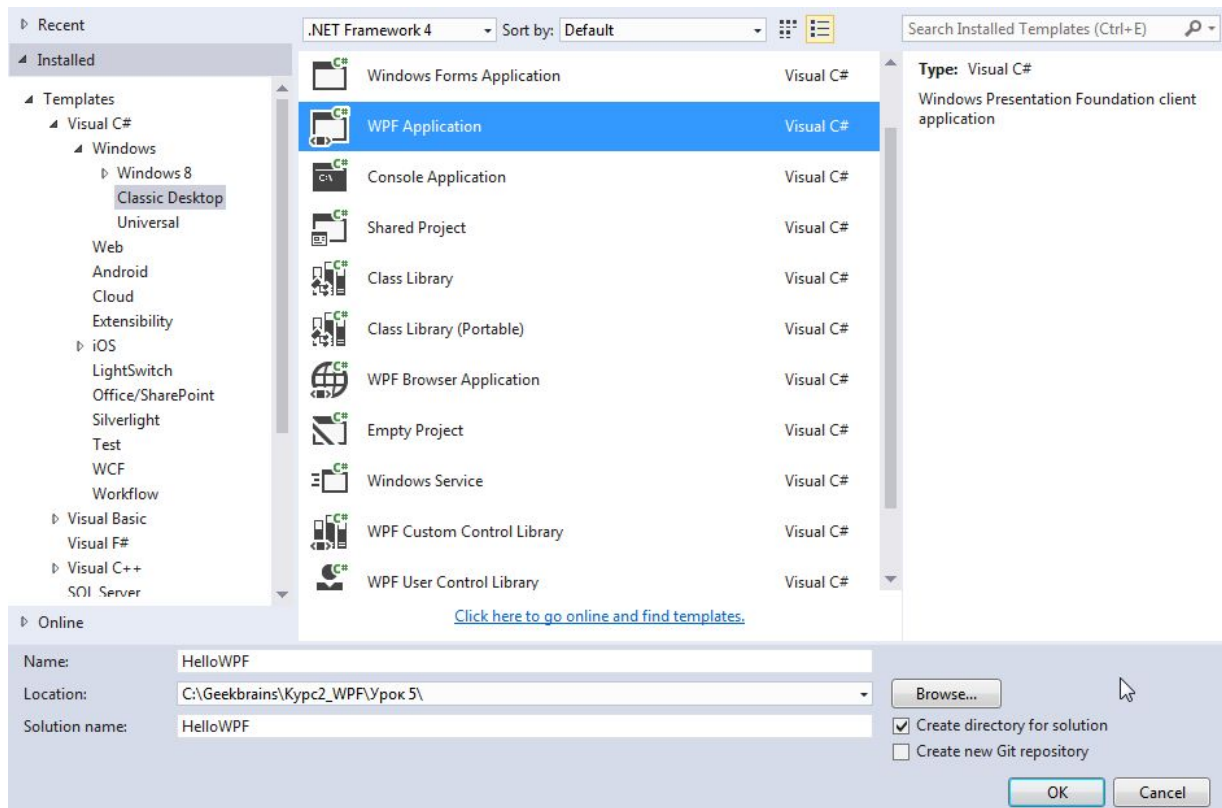 Recent
Installed
Templates
Visual C#
Windows
Windows 8
Classic Desktop
Universal
Web
Android
Cloud
Extensibility
iOS
LightSwitch
Office/SharePoint
Silverlight
Test
WCF
Workflow
Visual Basic
Visual F#
Visual C++
SQL Server
Online
.NET Framework 4 Sort by: Default
Windows Forms Application Visual C#
WPF Application Visual C#
Console Application Visual C#
Shared Project Visual C#
Class Library Visual C#
Class Library (Portable) Visual C#
WPF Browser Application Visual C#
Empty Project Visual C#
Windows Service Visual C#
WPF Custom Control Library Visual C#
WPF User Control Library Visual C#
Click here to go online and find templates.
Search Installed Templates (Ctrl+E)
Type: Visual C#
Windows Presentation Foundation client
application
Name: HelloWPF
Location: C:\Geekbrains\Курс2_WPF\Урок 5\
Browse...
Solution name: HelloWPF
Create directory for solution
Create new Git repository
OK Cancel